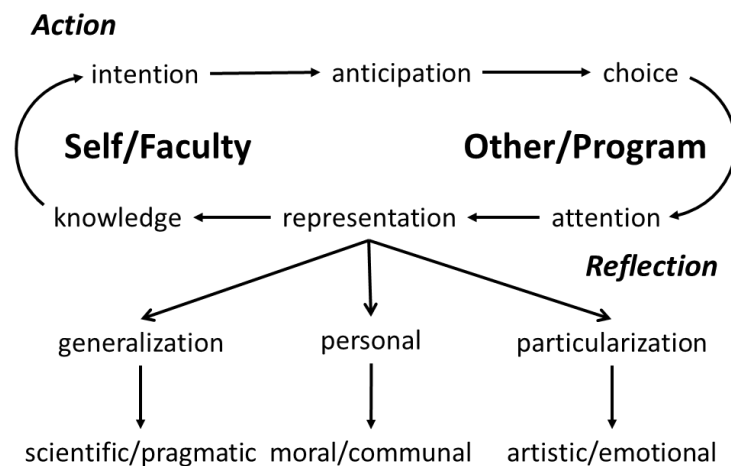 Action
intention anticipation choice
Self/Faculty Other/Program
knowledge representation attention
Reflection
generalization personal particularization
scientific/pragmatic moral/communal artistic/emotional